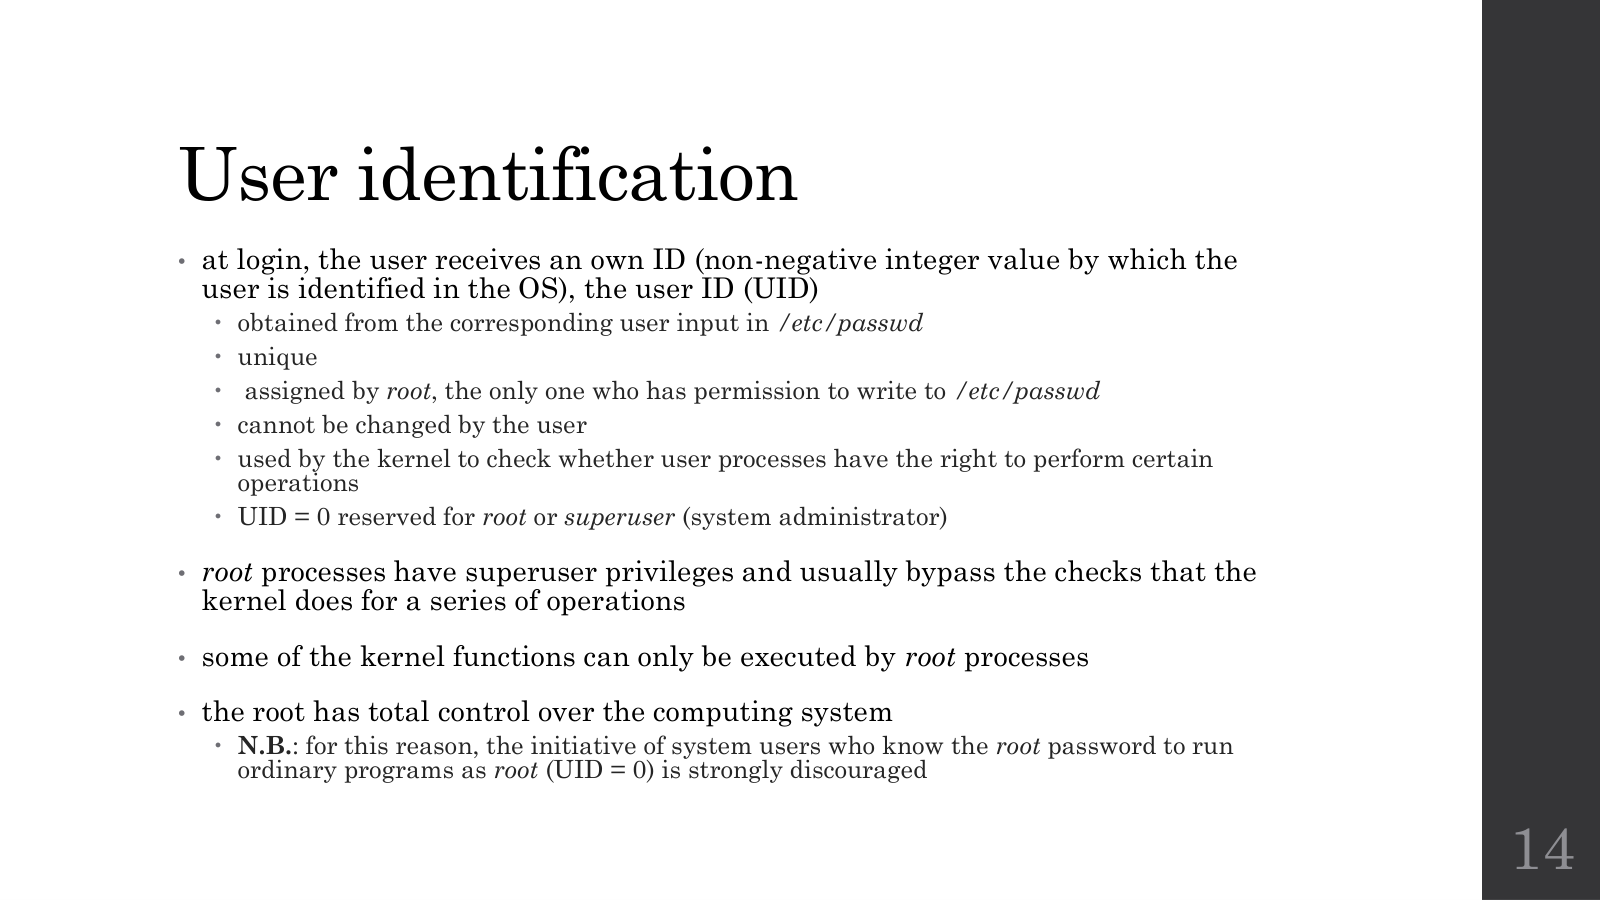 User identification
• at login, the user receives an own ID (non-negative integer value by which the
user is identified in the OS), the user ID (UID)
• obtained from the corresponding user input in /etc/passwd
• unique
• assigned by root, the only one who has permission to write to /etc/passwd
• cannot be changed by the user
• used by the kernel to check whether user processes have the right to perform certain
operations
• UID = 0 reserved for root or superuser (system administrator)
• root processes have superuser privileges and usually bypass the checks that the
kernel does for a series of operations
• some of the kernel functions can only be executed by root processes
• the root has total control over the computing system
• N.B.: for this reason, the initiative of system users who know the root password to run
ordinary programs as root (UID = 0) is strongly discouraged
14